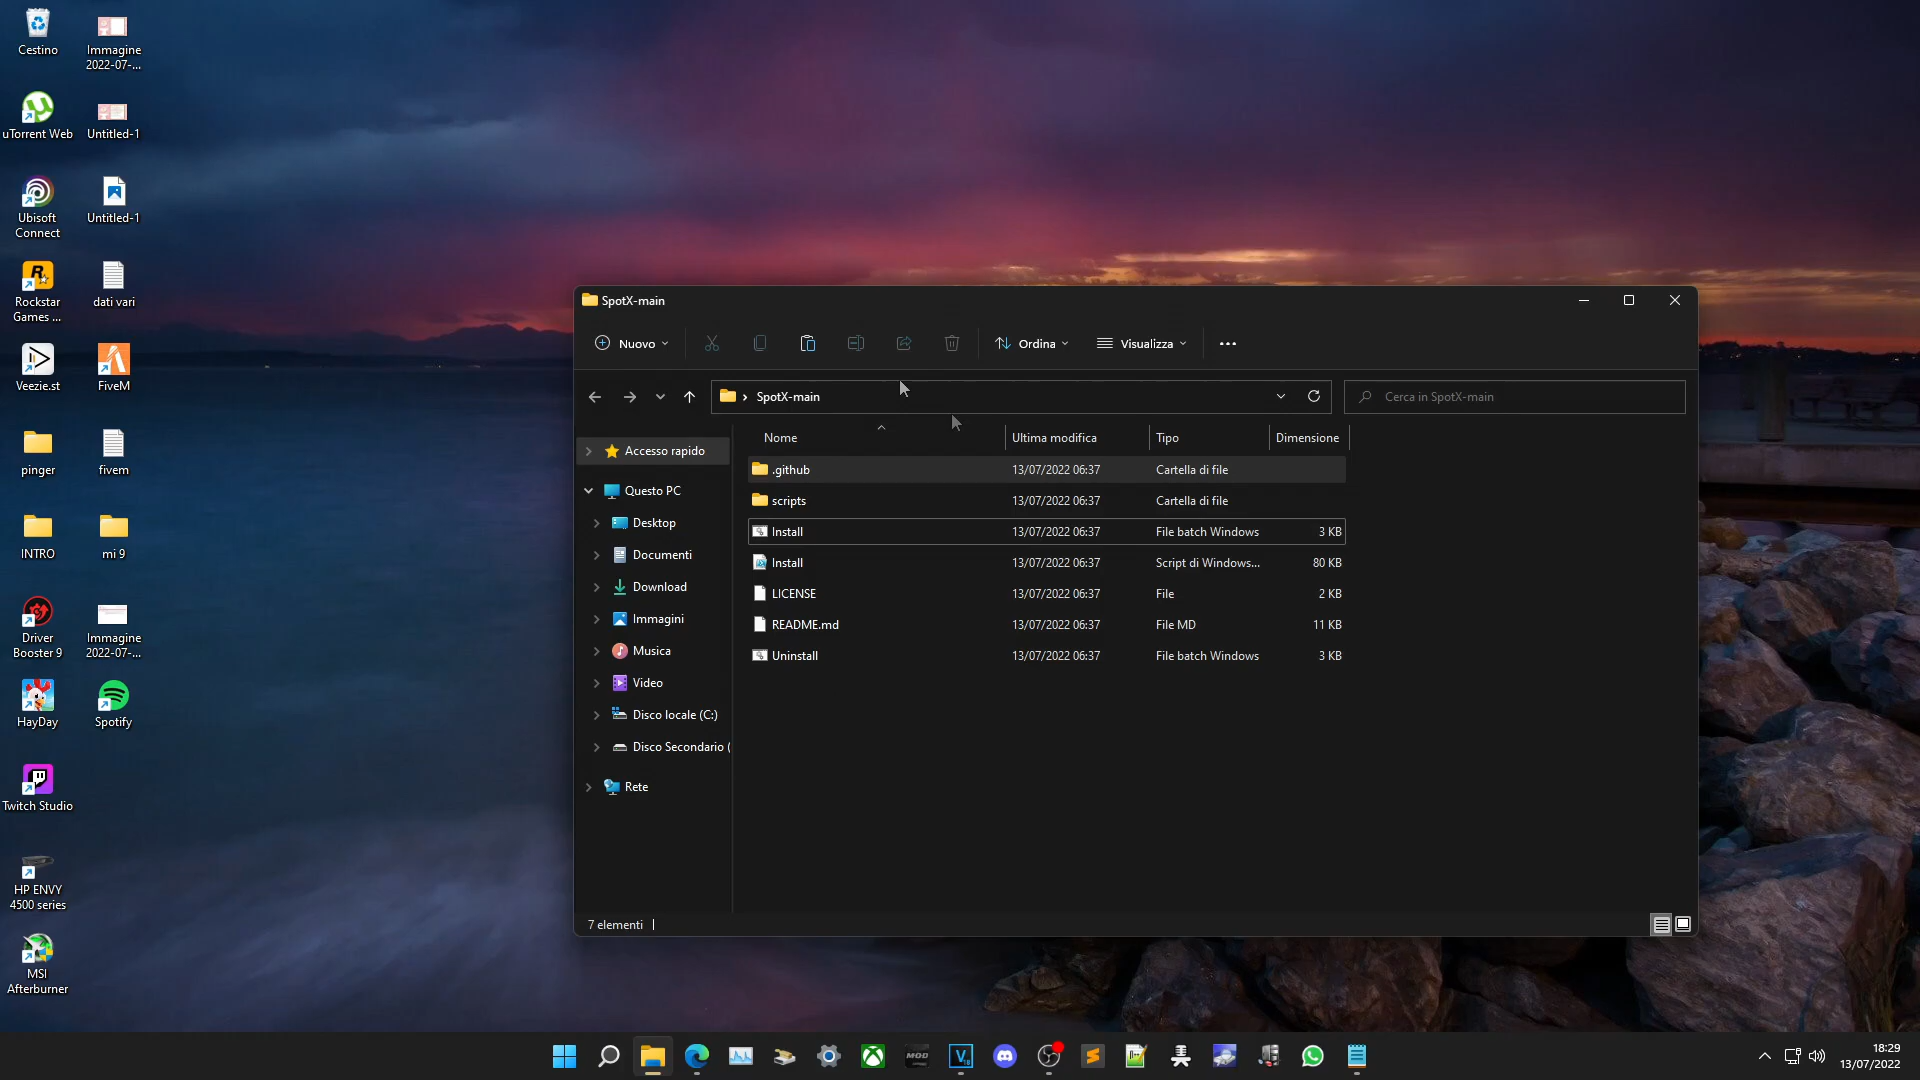 Cestino
Immagine
2022-07-...
uTorrent Web
Untitled-1
Ubisoft
Connect
Untitled-1
Rockstar
Games ...
dati vari
Veezie.st
FiveM
pinger
fivem
INTRO
mi 9
Driver
Booster 9
Immagine
2022-07-...
HayDay
Spotify
Twitch Studio
HP ENVY
4500 series
MSI
Afterburner
SpotX-main
Nuovo
Ordina
Visualizza
SpotX-main
Cerca in SpotX-main
Accesso rapido
Questo PC
Desktop
Documenti
Download
Immagini
Musica
Video
Disco locale (C:)
Disco Secondario (
Rete
Nome Ultima modifica Tipo Dimensione
.github 13/07/2022 06:37 Cartella di file
scripts 13/07/2022 06:37 Cartella di file
Install 13/07/2022 06:37 File batch Windows 3 KB
Install 13/07/2022 06:37 Script di Windows... 80 KB
LICENSE 13/07/2022 06:37 File 2 KB
README.md 13/07/2022 06:37 File MD 11 KB
Uninstall 13/07/2022 06:37 File batch Windows 3 KB
7 elementi
MOD
18:29
13/07/2022